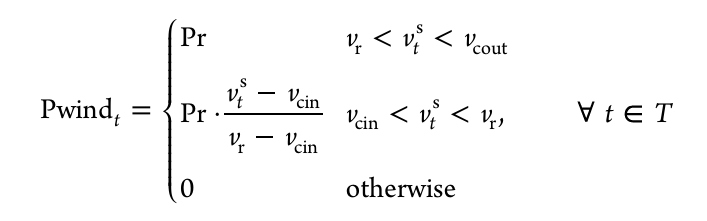 Pr  ν_r < ν_t^s < ν_cout
Pwind_t = { Pr · (ν_t^s − ν_cin) / (ν_r − ν_cin)  ν_cin < ν_t^s < ν_r,  ∀ t ∈ T
0  otherwise